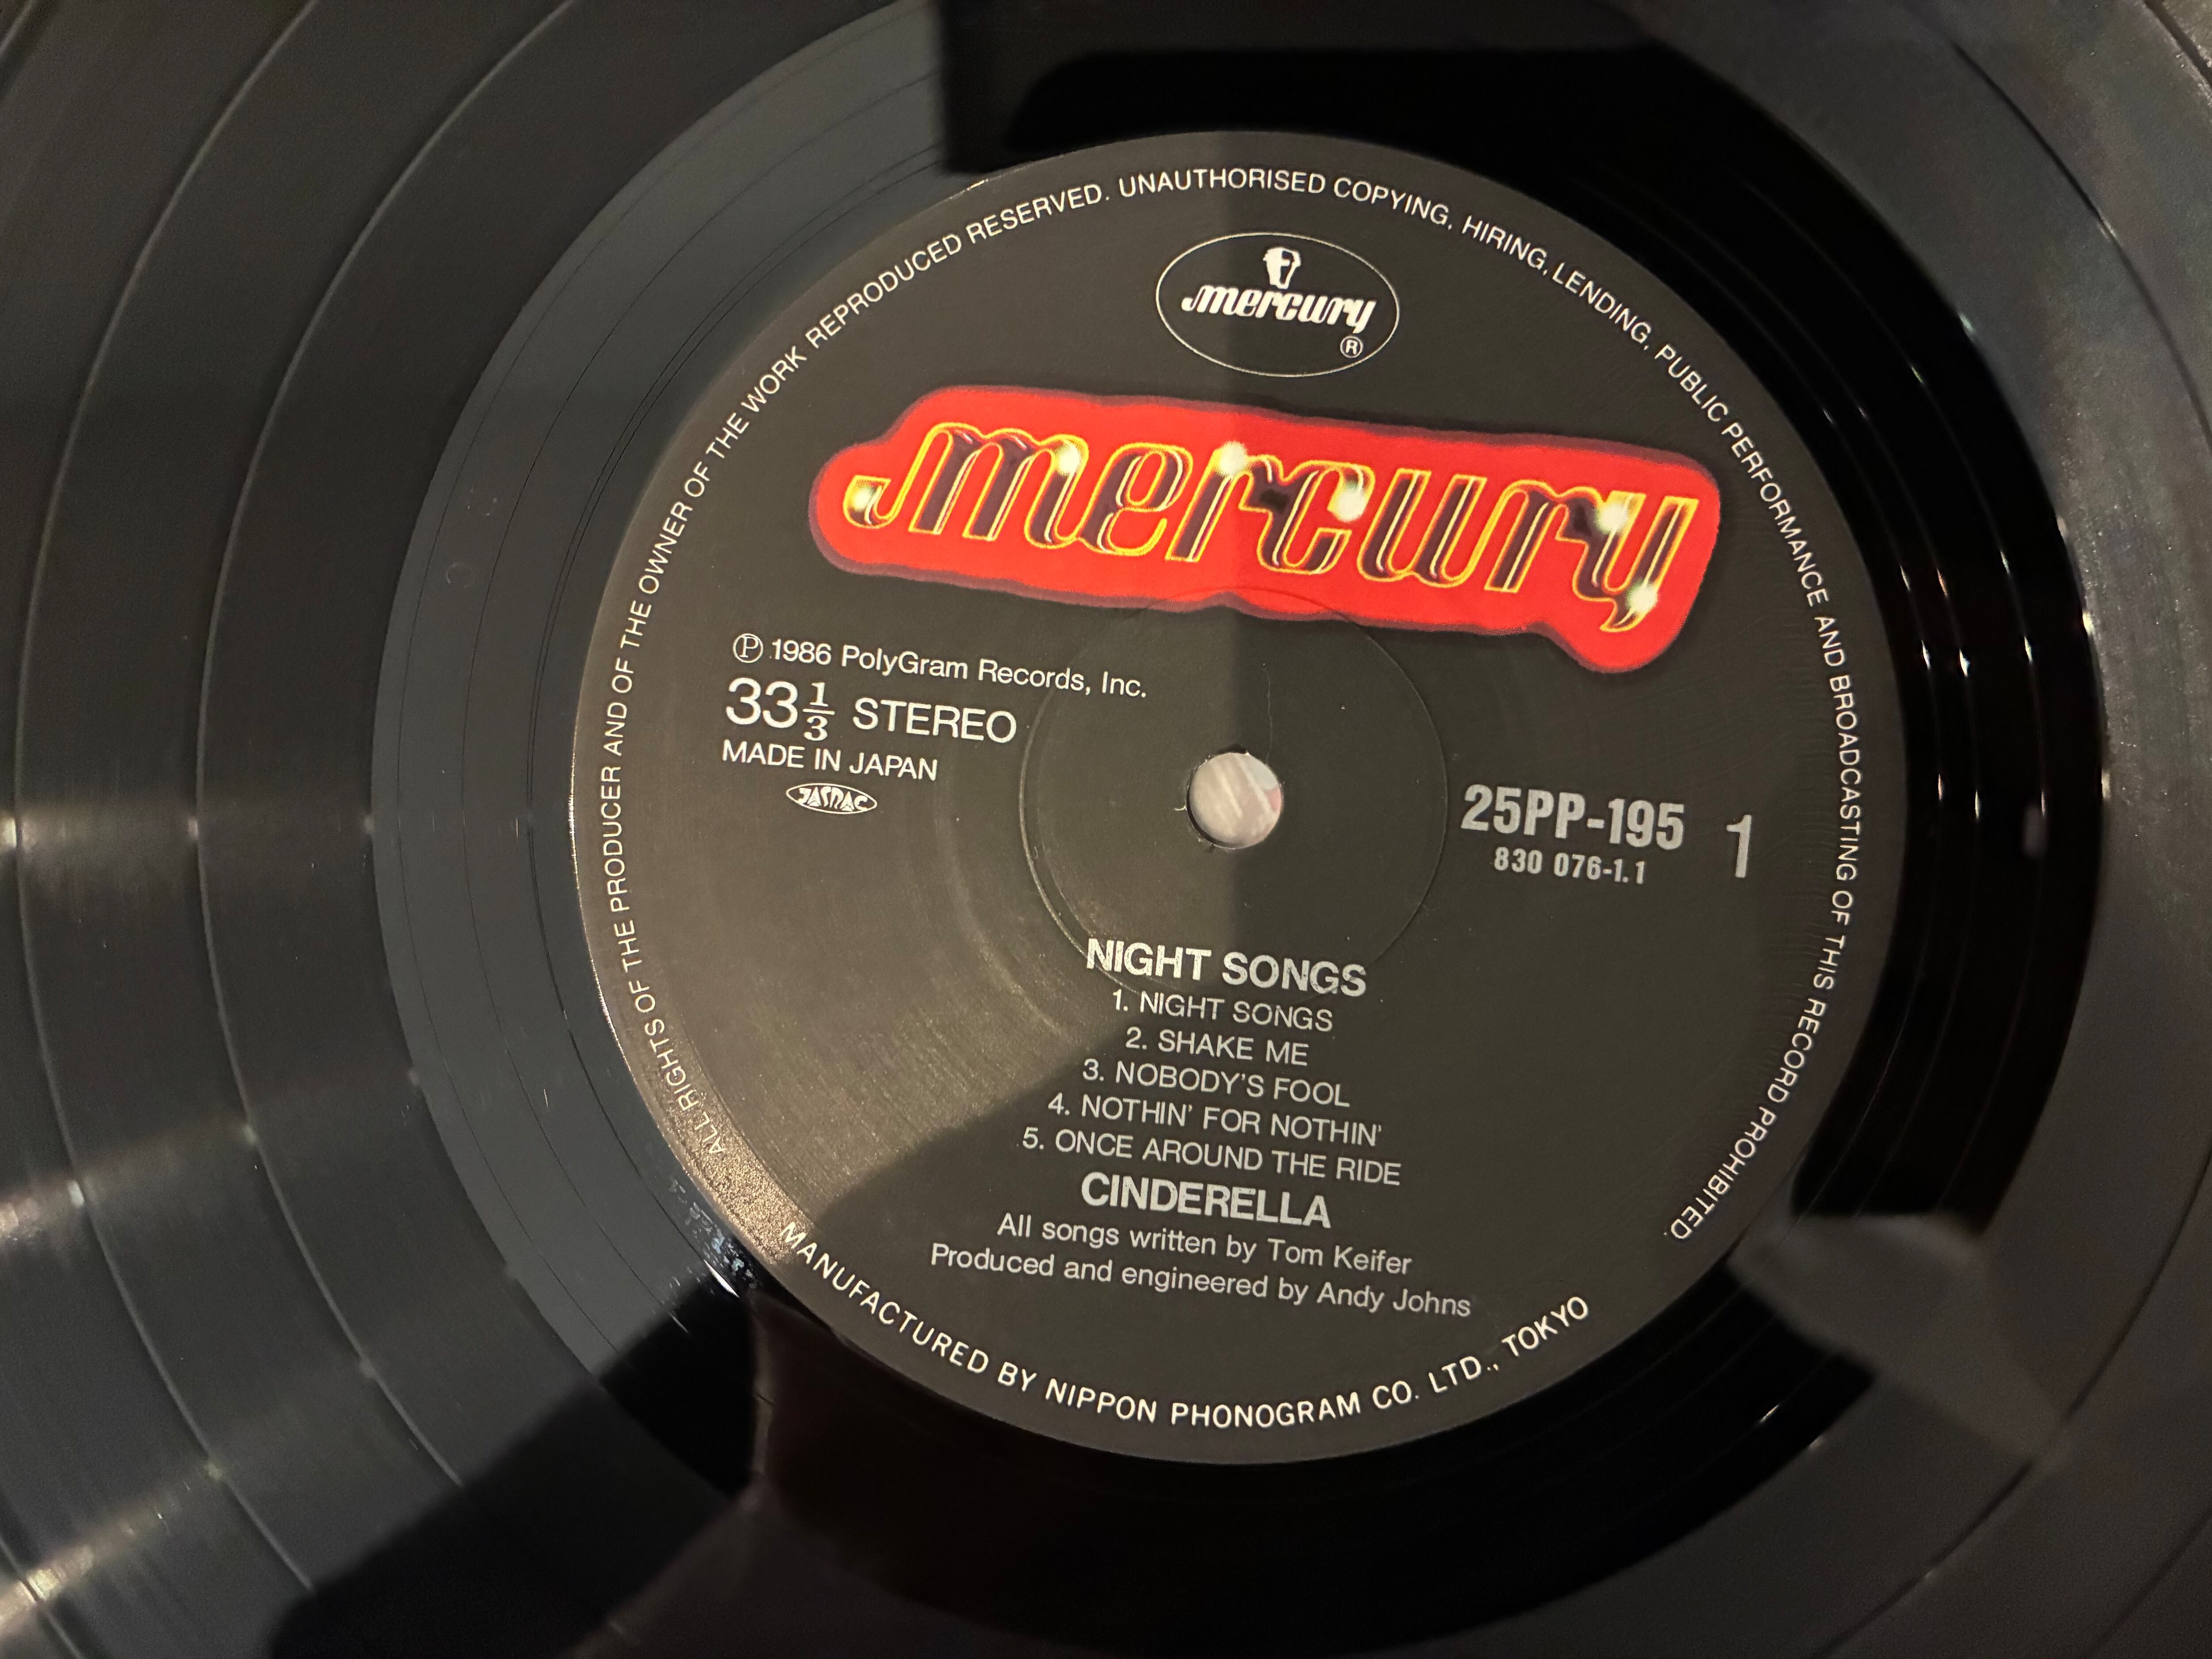 ALL RIGHTS OF THE PRODUCER AND OF THE OWNER OF THE WORK REPRODUCED RESERVED. UNAUTHORISED COPYING, HIRING, LENDING, PUBLIC PERFORMANCE AND BROADCASTING OF THIS RECORD PROHIBITED.
mercury
®
mercury
℗ 1986 PolyGram Records, Inc.
33 1/3 STEREO
MADE IN JAPAN
JASRAC
25PP-195 1
830 076-1.1
NIGHT SONGS
1. NIGHT SONGS
2. SHAKE ME
3. NOBODY'S FOOL
4. NOTHIN' FOR NOTHIN'
5. ONCE AROUND THE RIDE
CINDERELLA
All songs written by Tom Keifer
Produced and engineered by Andy Johns
MANUFACTURED BY NIPPON PHONOGRAM CO. LTD., TOKYO